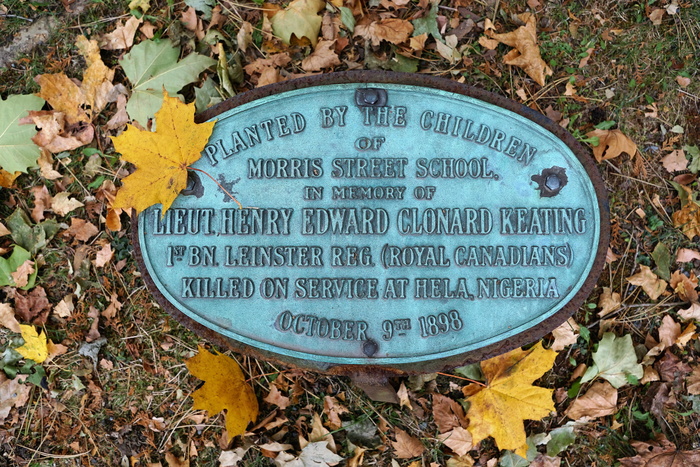 PLANTED BY THE CHILDREN
OF
MORRIS STREET SCHOOL,
IN MEMORY OF
LIEUT, HENRY EDWARD CLONARD KEATING
1ST BN. LEINSTER REG. (ROYAL CANADIANS)
KILLED ON SERVICE AT HELA, NIGERIA
OCTOBER 9TH 1898